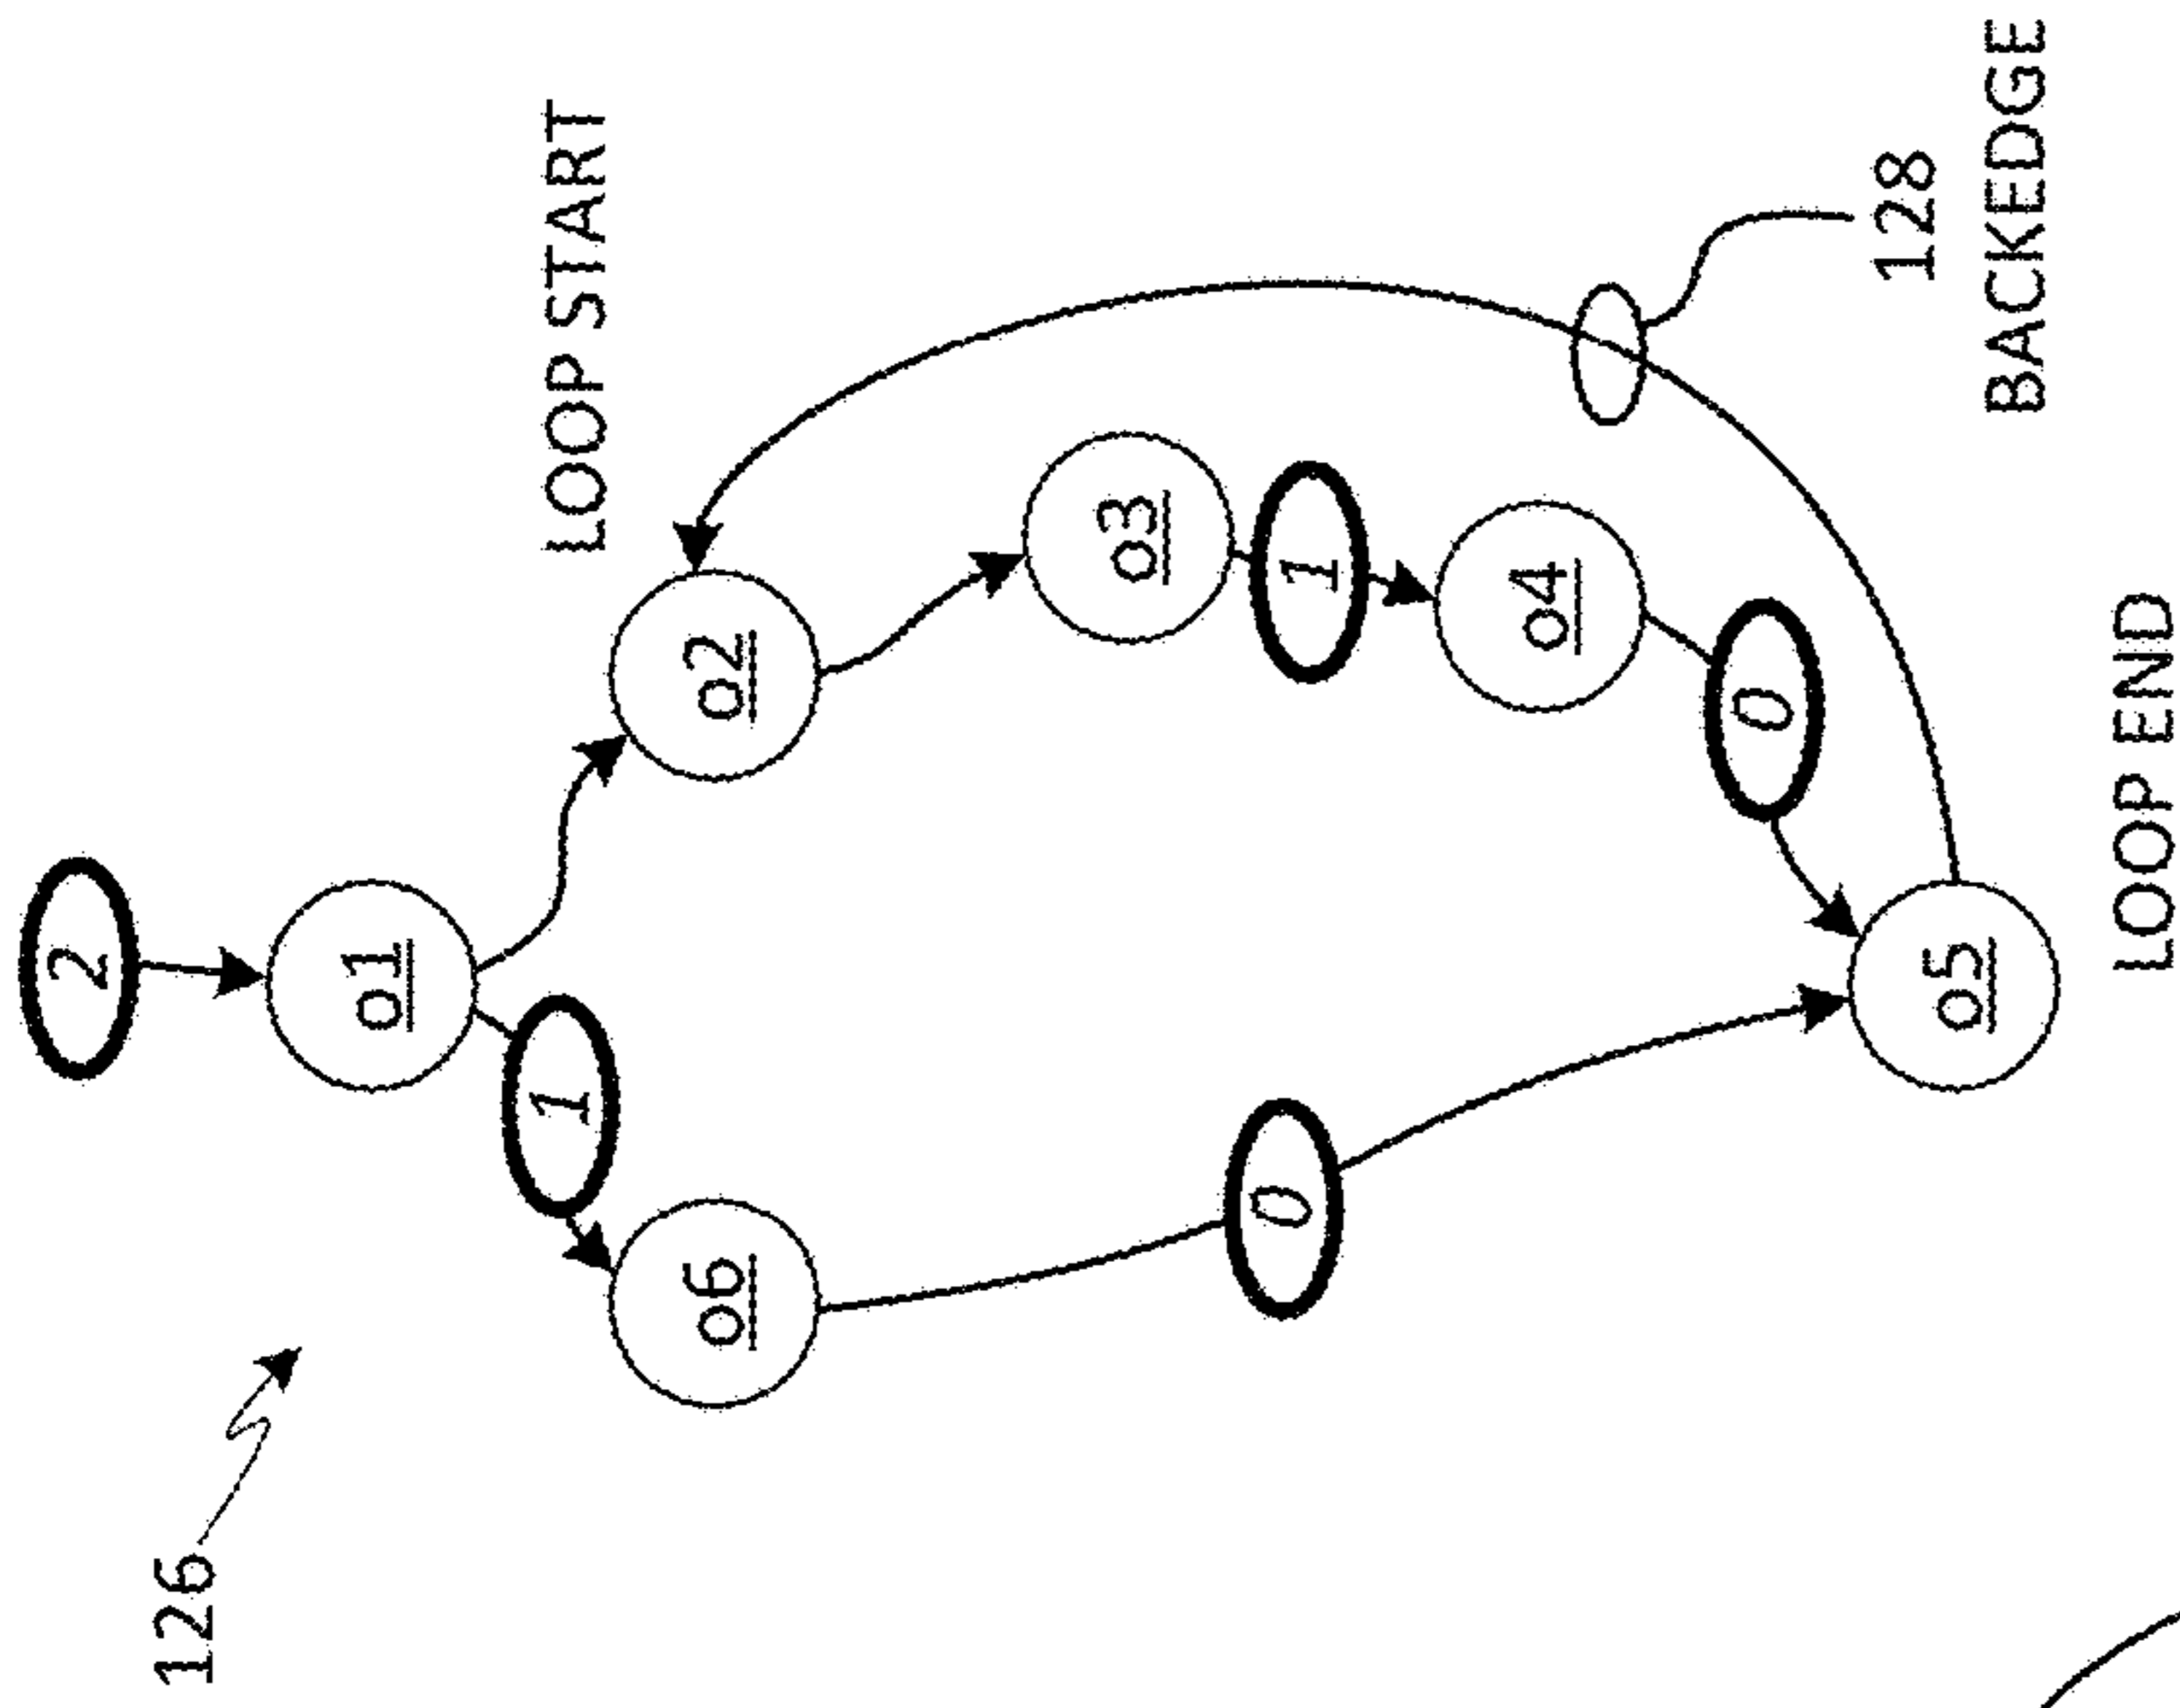 126
2
o1
1
o6
LOOP START
o2
o3
1
o4
0
0
o5
128
BACKEDGE
LOOP END